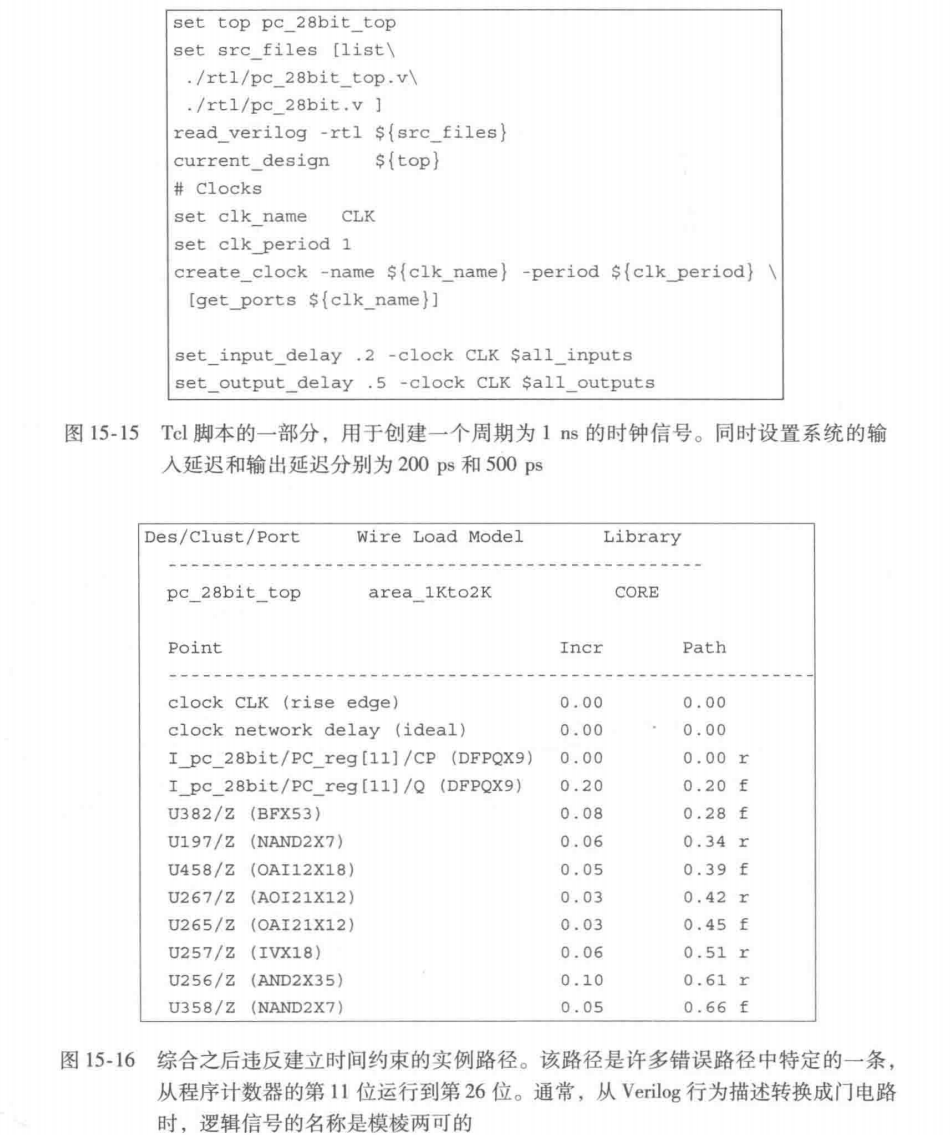 set top pc_28bit_top
set src_files [list\
./rtl/pc_28bit_top.v\
./rtl/pc_28bit.v ]
read_verilog -rtl ${src_files}
current_design ${top}
# Clocks
set clk_name CLK
set clk_period 1
create_clock -name ${clk_name} -period ${clk_period} \
[get_ports ${clk_name}]
set_input_delay .2 -clock CLK $all_inputs
set_output_delay .5 -clock CLK $all_outputs
图 15-15 Tcl 脚本的一部分，用于创建一个周期为 1 ns 的时钟信号。同时设置系统的输
入延迟和输出延迟分别为 200 ps 和 500 ps
Des/Clust/Port Wire Load Model Library
------------------------------------------------
pc_28bit_top area_1Kto2K CORE
Point Incr Path
----------------------------------------------------------
clock CLK (rise edge) 0.00 0.00
clock network delay (ideal) 0.00 0.00
I_pc_28bit/PC_reg[11]/CP (DFPQX9) 0.00 0.00 r
I_pc_28bit/PC_reg[11]/Q (DFPQX9) 0.20 0.20 f
U382/Z (BFX53) 0.08 0.28 f
U197/Z (NAND2X7) 0.06 0.34 r
U458/Z (OAI12X18) 0.05 0.39 f
U267/Z (AOI21X12) 0.03 0.42 r
U265/Z (OAI21X12) 0.03 0.45 f
U257/Z (IVX18) 0.06 0.51 r
U256/Z (AND2X35) 0.10 0.61 r
U358/Z (NAND2X7) 0.05 0.66 f
图 15-16 综合之后违反建立时间约束的实例路径。该路径是许多错误路径中特定的一条，
从程序计数器的第 11 位运行到第 26 位。通常，从 Verilog 行为描述转换成门电路
时，逻辑信号的名称是模棱两可的